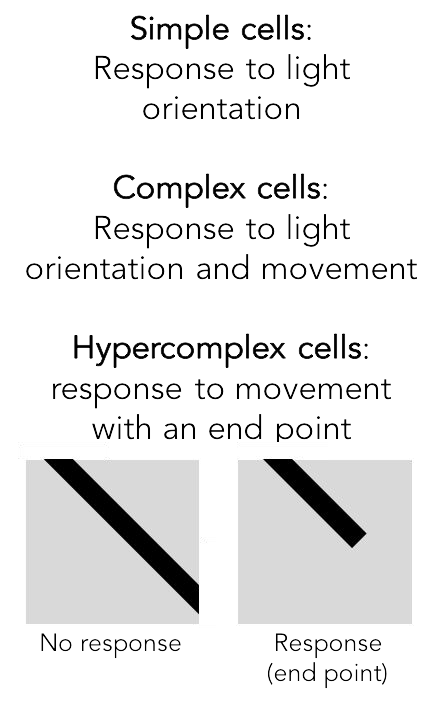 Simple cells:
Response to light
orientation
Complex cells:
Response to light
orientation and movement
Hypercomplex cells:
response to movement
with an end point
No response
Response
(end point)